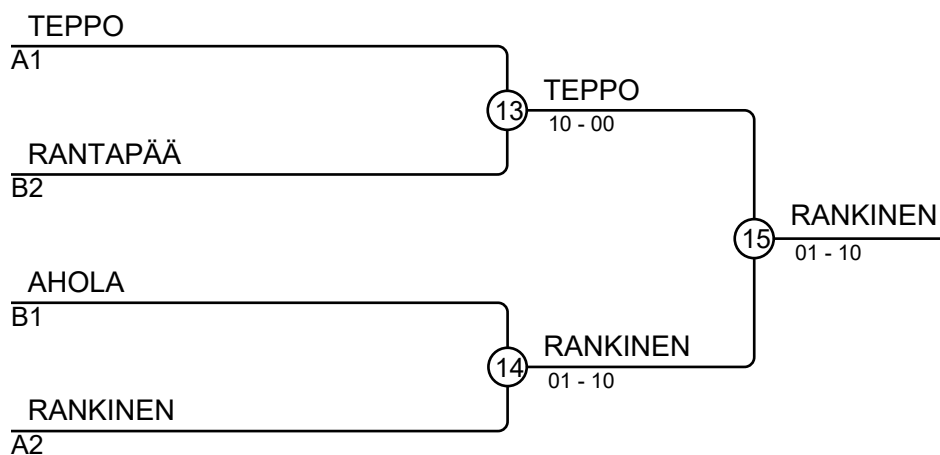 TEPPO
A1
13
TEPPO
10 - 00
RANTAPÄÄ
B2
15
RANKINEN
01 - 10
AHOLA
B1
14
RANKINEN
01 - 10
RANKINEN
A2